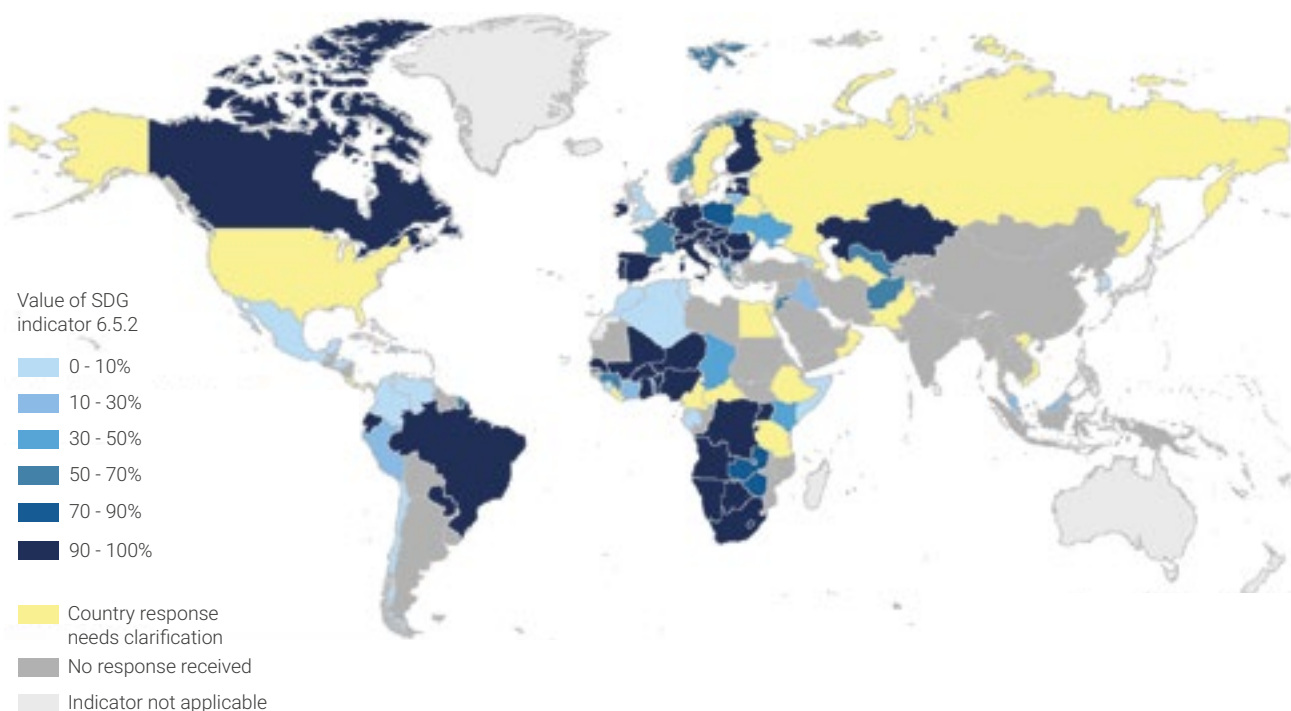 Value of SDG
indicator 6.5.2
0 - 10%
10 - 30%
30 - 50%
50 - 70%
70 - 90%
90 - 100%
Country response
needs clarification
No response received
Indicator not applicable